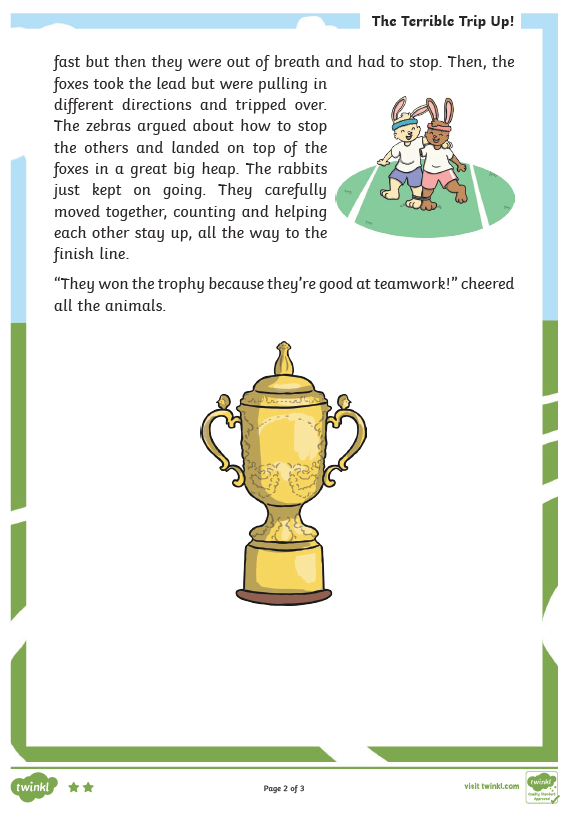 The Terrible Trip Up!
fast but then they were out of breath and had to stop. Then, the
foxes took the lead but were pulling in
different directions and tripped over.
The zebras argued about how to stop
the others and landed on top of the
foxes in a great big heap. The rabbits
just kept on going. They carefully
moved together, counting and helping
each other stay up, all the way to the
finish line.
“They won the trophy because they’re good at teamwork!” cheered
all the animals.
twinkl
Page 2 of 3
visit twinkl.com
twinkl
Quality Standard
Approved